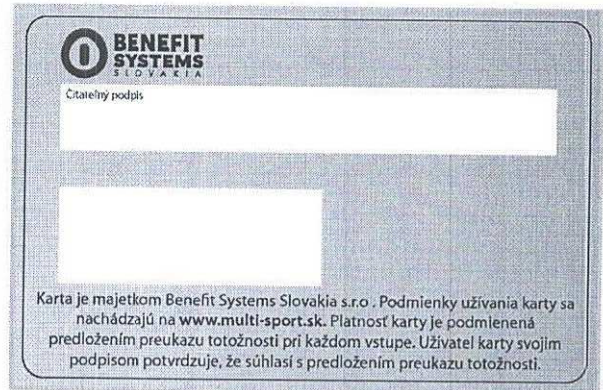 BENEFIT
SYSTEMS
SLOVAKIA
Čitateľný podpis
Karta je majetkom Benefit Systems Slovakia s.r.o . Podmienky užívania karty sa
nachádzajú na www.multi-sport.sk. Platnosť karty je podmienená
predložením preukazu totožnosti pri každom vstupe. Užívateľ karty svojim
podpisom potvrdzuje, že súhlasí s predložením preukazu totožnosti.